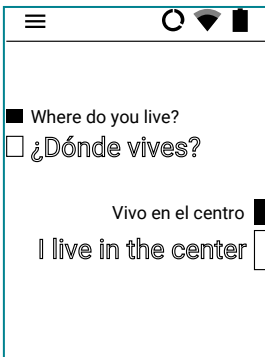 Where do you live?
¿Dónde vives?
Vivo en el centro
I live in the center